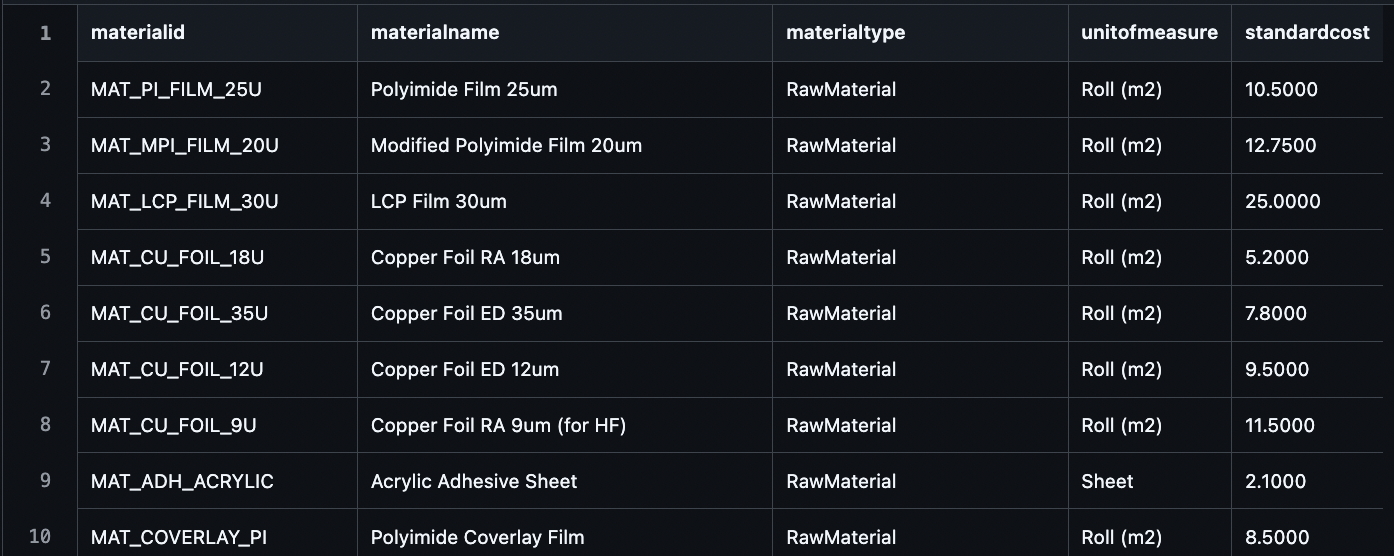 1 materialid materialname materialtype unitofmeasure standardcost
2 MAT_PI_FILM_25U Polyimide Film 25um RawMaterial Roll (m2) 10.5000
3 MAT_MPI_FILM_20U Modified Polyimide Film 20um RawMaterial Roll (m2) 12.7500
4 MAT_LCP_FILM_30U LCP Film 30um RawMaterial Roll (m2) 25.0000
5 MAT_CU_FOIL_18U Copper Foil RA 18um RawMaterial Roll (m2) 5.2000
6 MAT_CU_FOIL_35U Copper Foil ED 35um RawMaterial Roll (m2) 7.8000
7 MAT_CU_FOIL_12U Copper Foil ED 12um RawMaterial Roll (m2) 9.5000
8 MAT_CU_FOIL_9U Copper Foil RA 9um (for HF) RawMaterial Roll (m2) 11.5000
9 MAT_ADH_ACRYLIC Acrylic Adhesive Sheet RawMaterial Sheet 2.1000
10 MAT_COVERLAY_PI Polyimide Coverlay Film RawMaterial Roll (m2) 8.5000